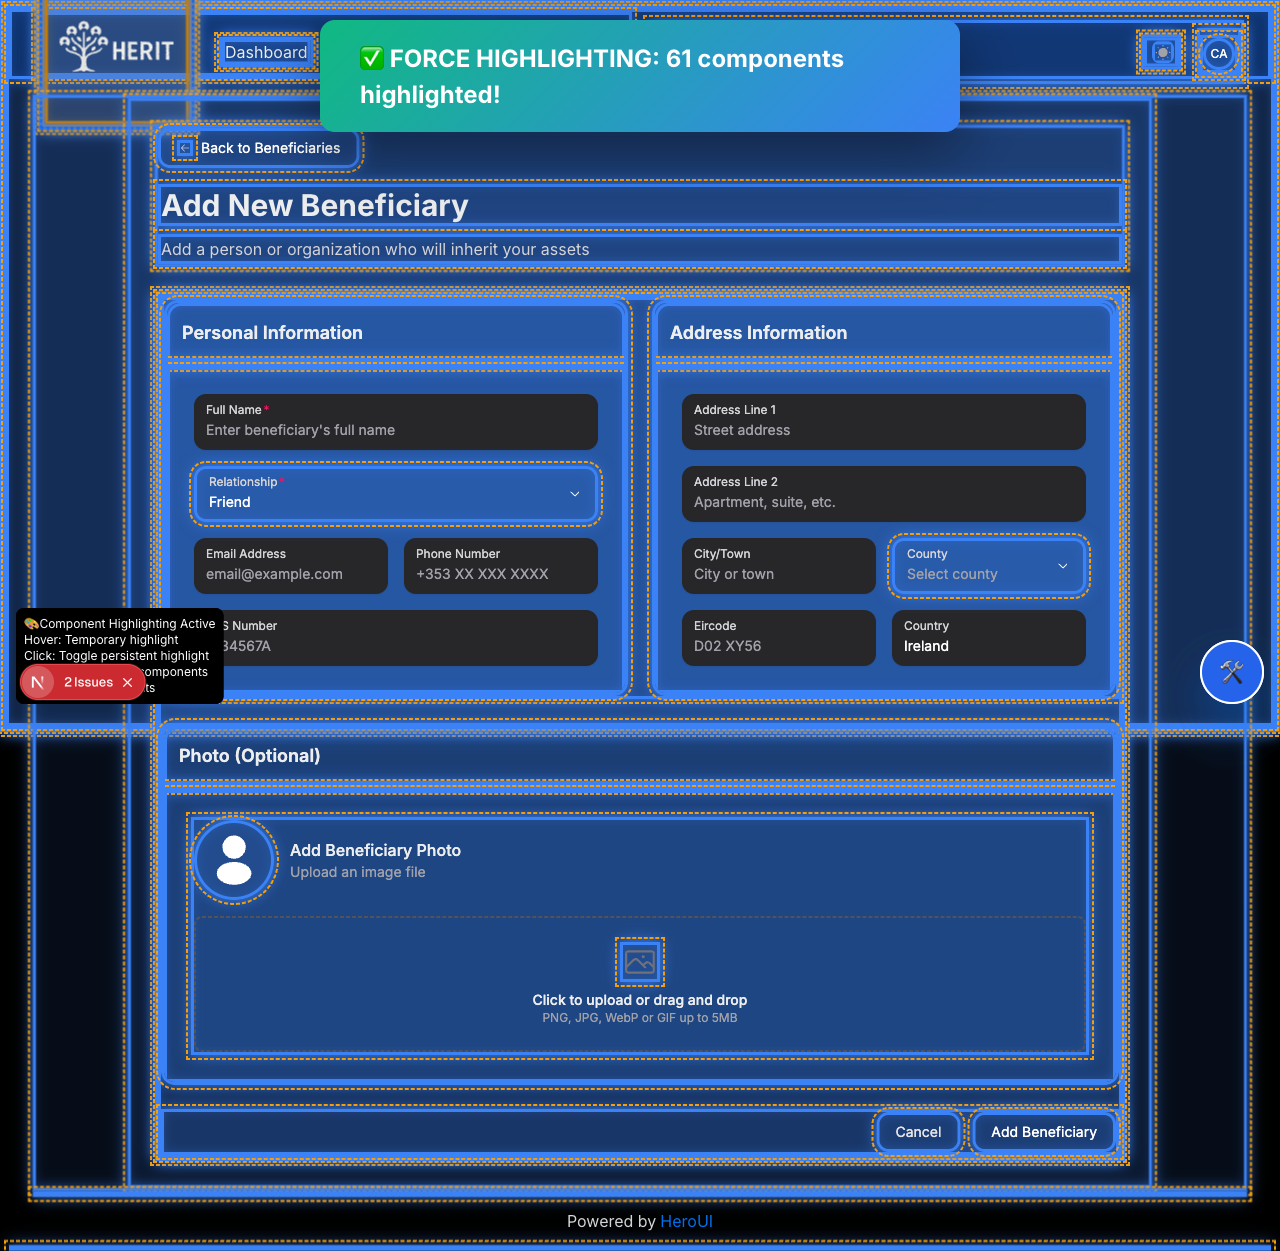 HERIT
Dashboard
✅ FORCE HIGHLIGHTING: 61 components
highlighted!
CA
Back to Beneficiaries
Add New Beneficiary
Add a person or organization who will inherit your assets
Personal Information
Full Name*
Enter beneficiary's full name
Relationship*
Friend
Email Address
email@example.com
Phone Number
+353 XX XXX XXXX
S Number
34567A
Address Information
Address Line 1
Street address
Address Line 2
Apartment, suite, etc.
City/Town
City or town
County
Select county
Eircode
D02 XY56
Country
Ireland
🎨Component Highlighting Active
Hover: Temporary highlight
Click: Toggle persistent highlight
components
ts
N 2 Issues
Photo (Optional)
Add Beneficiary Photo
Upload an image file
Click to upload or drag and drop
PNG, JPG, WebP or GIF up to 5MB
Cancel
Add Beneficiary
Powered by HeroUI